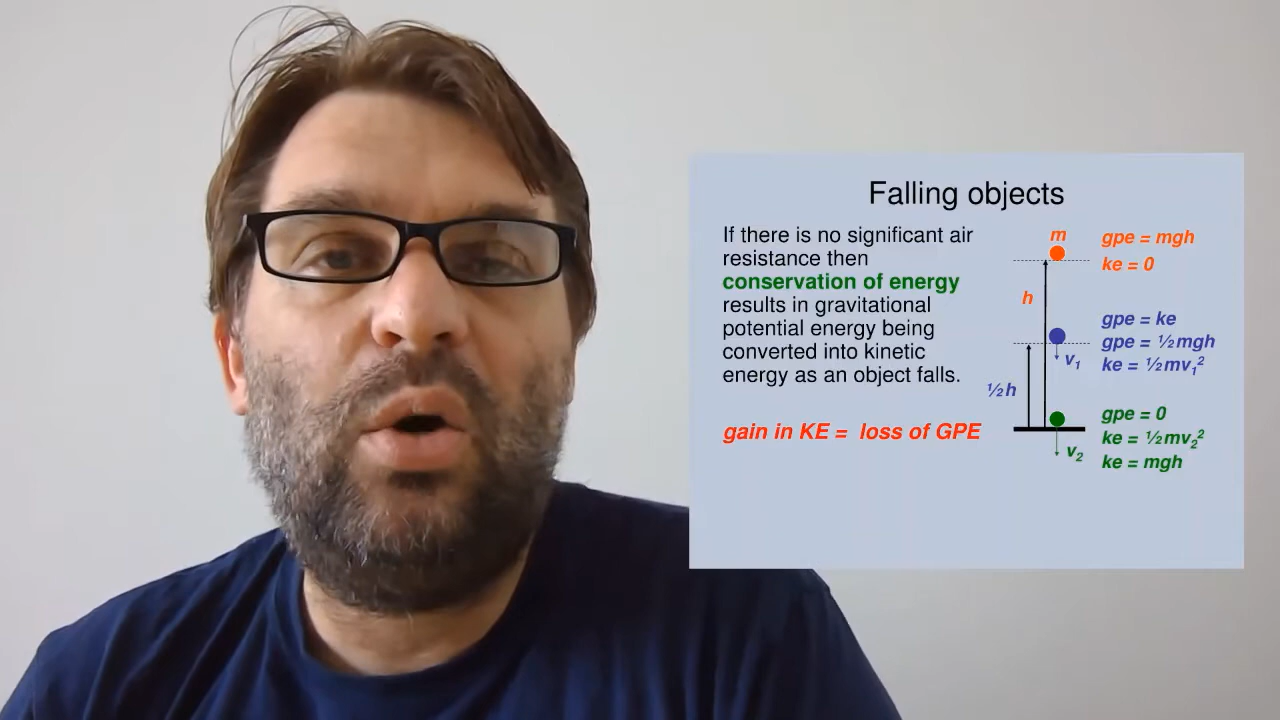 Falling objects
If there is no significant air
resistance then
conservation of energy
results in gravitational
potential energy being
converted into kinetic
energy as an object falls.
gain in KE = loss of GPE
m
gpe = mgh
ke = 0
h
gpe = ke
gpe = ½mgh
ke = ½mv₁²
v₁
½h
gpe = 0
ke = ½mv₂²
ke = mgh
v₂